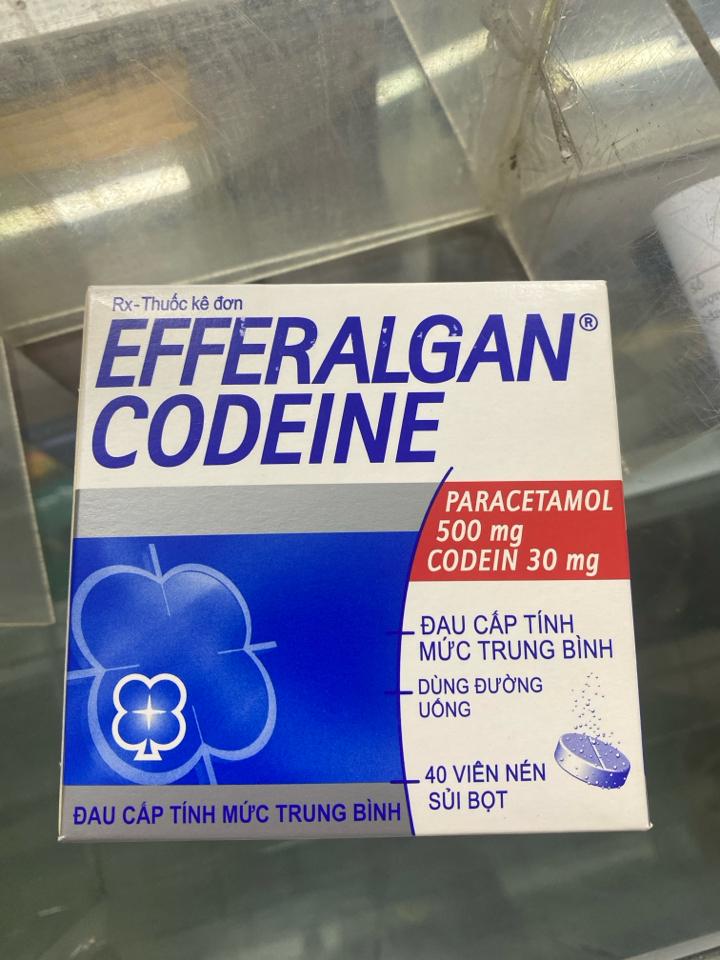 Rx-Thuốc kê đơn
EFFERALGAN®
CODEINE
PARACETAMOL
500 mg
CODEIN 30 mg
ĐAU CẤP TÍNH
MỨC TRUNG BÌNH
DÙNG ĐƯỜNG
UỐNG
40 VIÊN NÉN
SỦI BỌT
ĐAU CẤP TÍNH MỨC TRUNG BÌNH